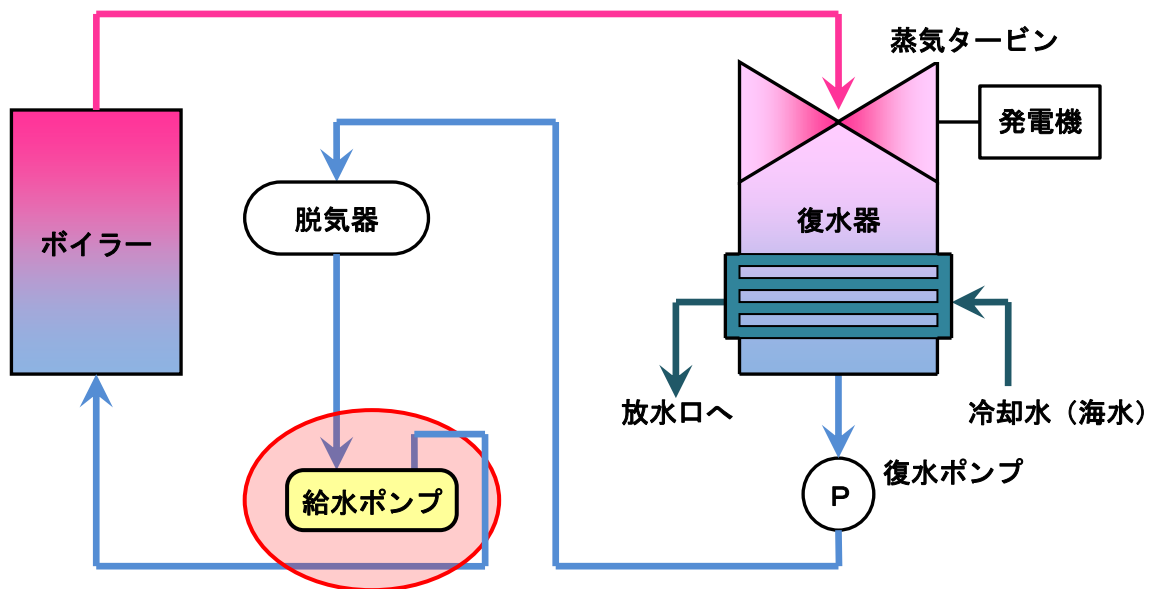 蒸気タービン
発電機
脱気器
復水器
ボイラー
放水口へ
冷却水（海水）
復水ポンプ
給水ポンプ
P